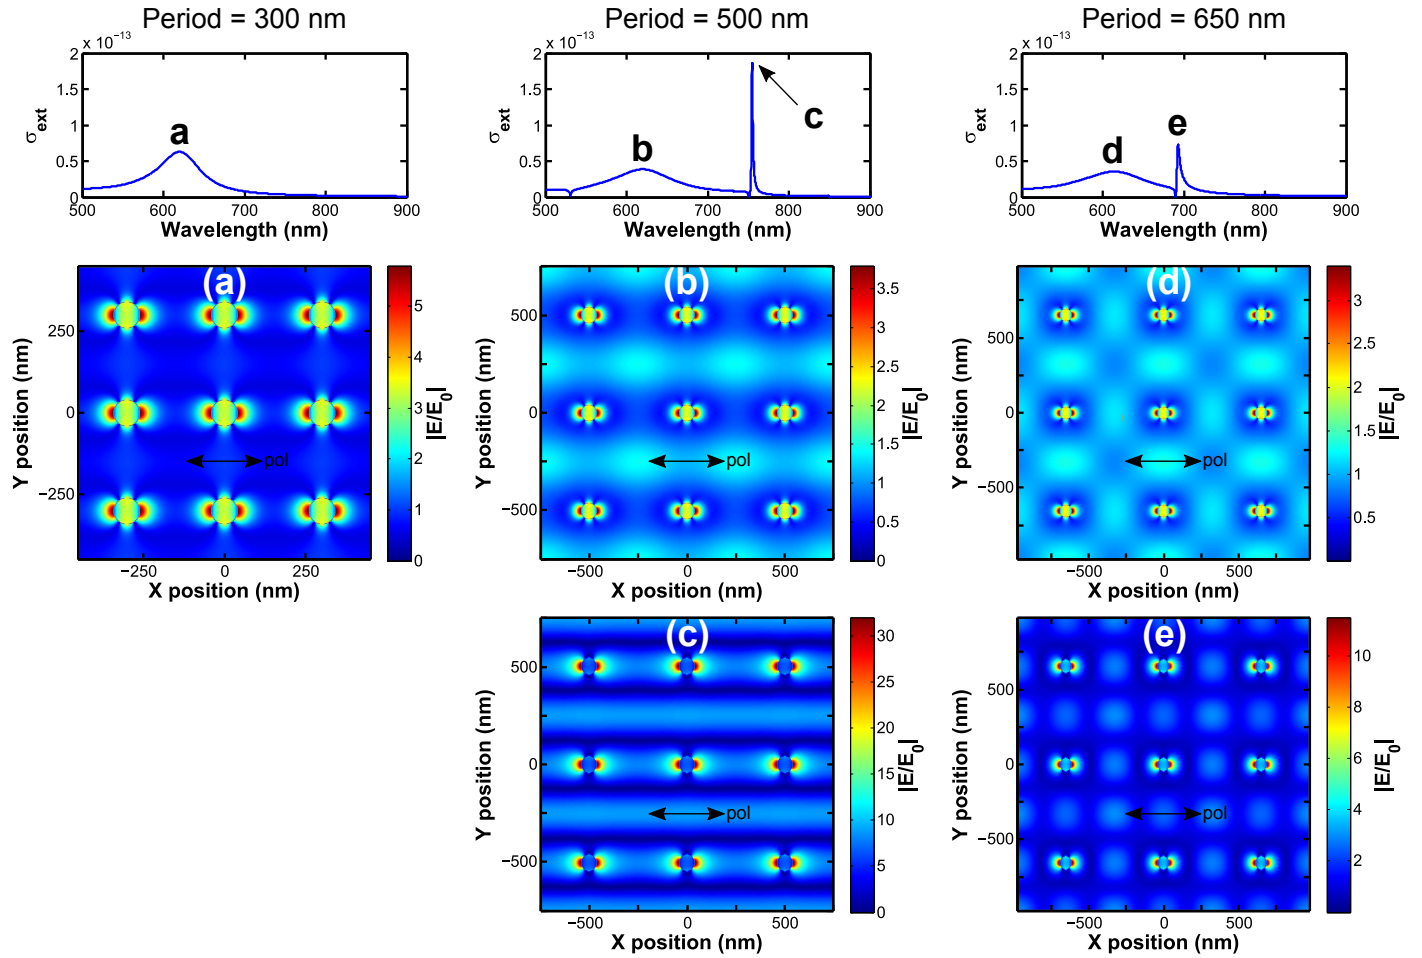 Period = 300 nm
Period = 500 nm
Period = 650 nm
x 10⁻¹³
2
1.5
1
0.5
0
σext
a
500 600 700 800 900
Wavelength (nm)
x 10⁻¹³
2
1.5
1
0.5
0
σext
b
c
500 600 700 800 900
Wavelength (nm)
x 10⁻¹³
2
1.5
1
0.5
0
σext
d
e
500 600 700 800 900
Wavelength (nm)
(a)
250
0
−250
Y position (nm)
pol
−250 0 250
X position (nm)
5
4
3
2
1
0
|E/E0|
(b)
500
0
−500
Y position (nm)
pol
−500 0 500
X position (nm)
3.5
3
2.5
2
1.5
1
0.5
0
|E/E0|
(d)
500
0
−500
Y position (nm)
pol
−500 0 500
X position (nm)
3
2.5
2
1.5
1
0.5
|E/E0|
(c)
500
0
−500
Y position (nm)
pol
−500 0 500
X position (nm)
30
25
20
15
10
5
0
|E/E0|
(e)
500
0
−500
Y position (nm)
pol
−500 0 500
X position (nm)
10
8
6
4
2
|E/E0|